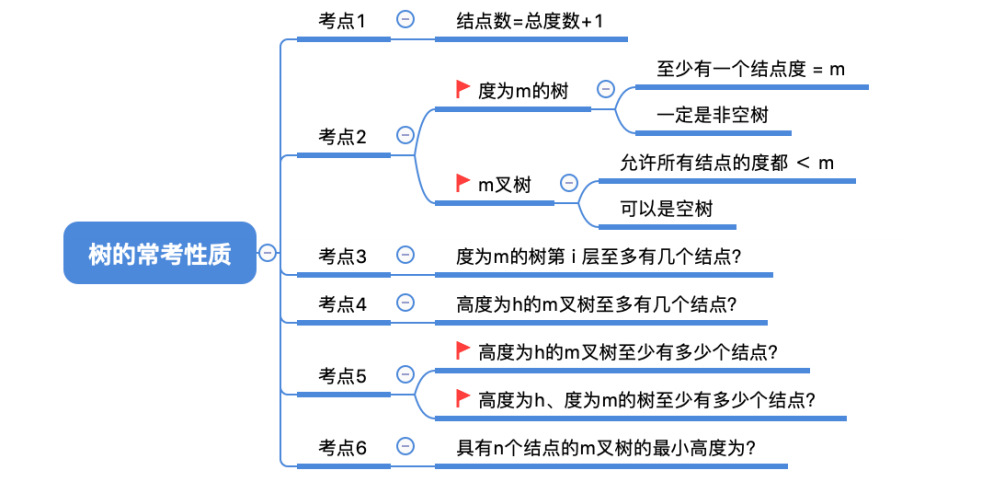 树的常考性质
考点1
结点数=总度数+1
考点2
度为m的树
至少有一个结点度 = m
一定是非空树
m叉树
允许所有结点的度都 < m
可以是空树
考点3
度为m的树第 i 层至多有几个结点?
考点4
高度为h的m叉树至多有几个结点?
考点5
高度为h的m叉树至少有多少个结点?
高度为h、度为m的树至少有多少个结点?
考点6
具有n个结点的m叉树的最小高度为?